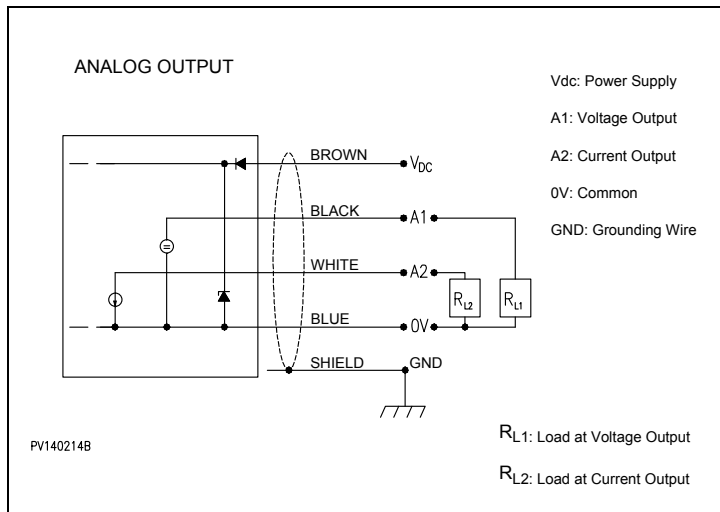 ANALOG OUTPUT
Vdc: Power Supply
A1: Voltage Output
A2: Current Output
0V: Common
GND: Grounding Wire
BROWN
VDC
BLACK
A1
WHITE
A2
RL2
RL1
BLUE
0V
SHIELD
GND
RL1: Load at Voltage Output
PV140214B
RL2: Load at Current Output